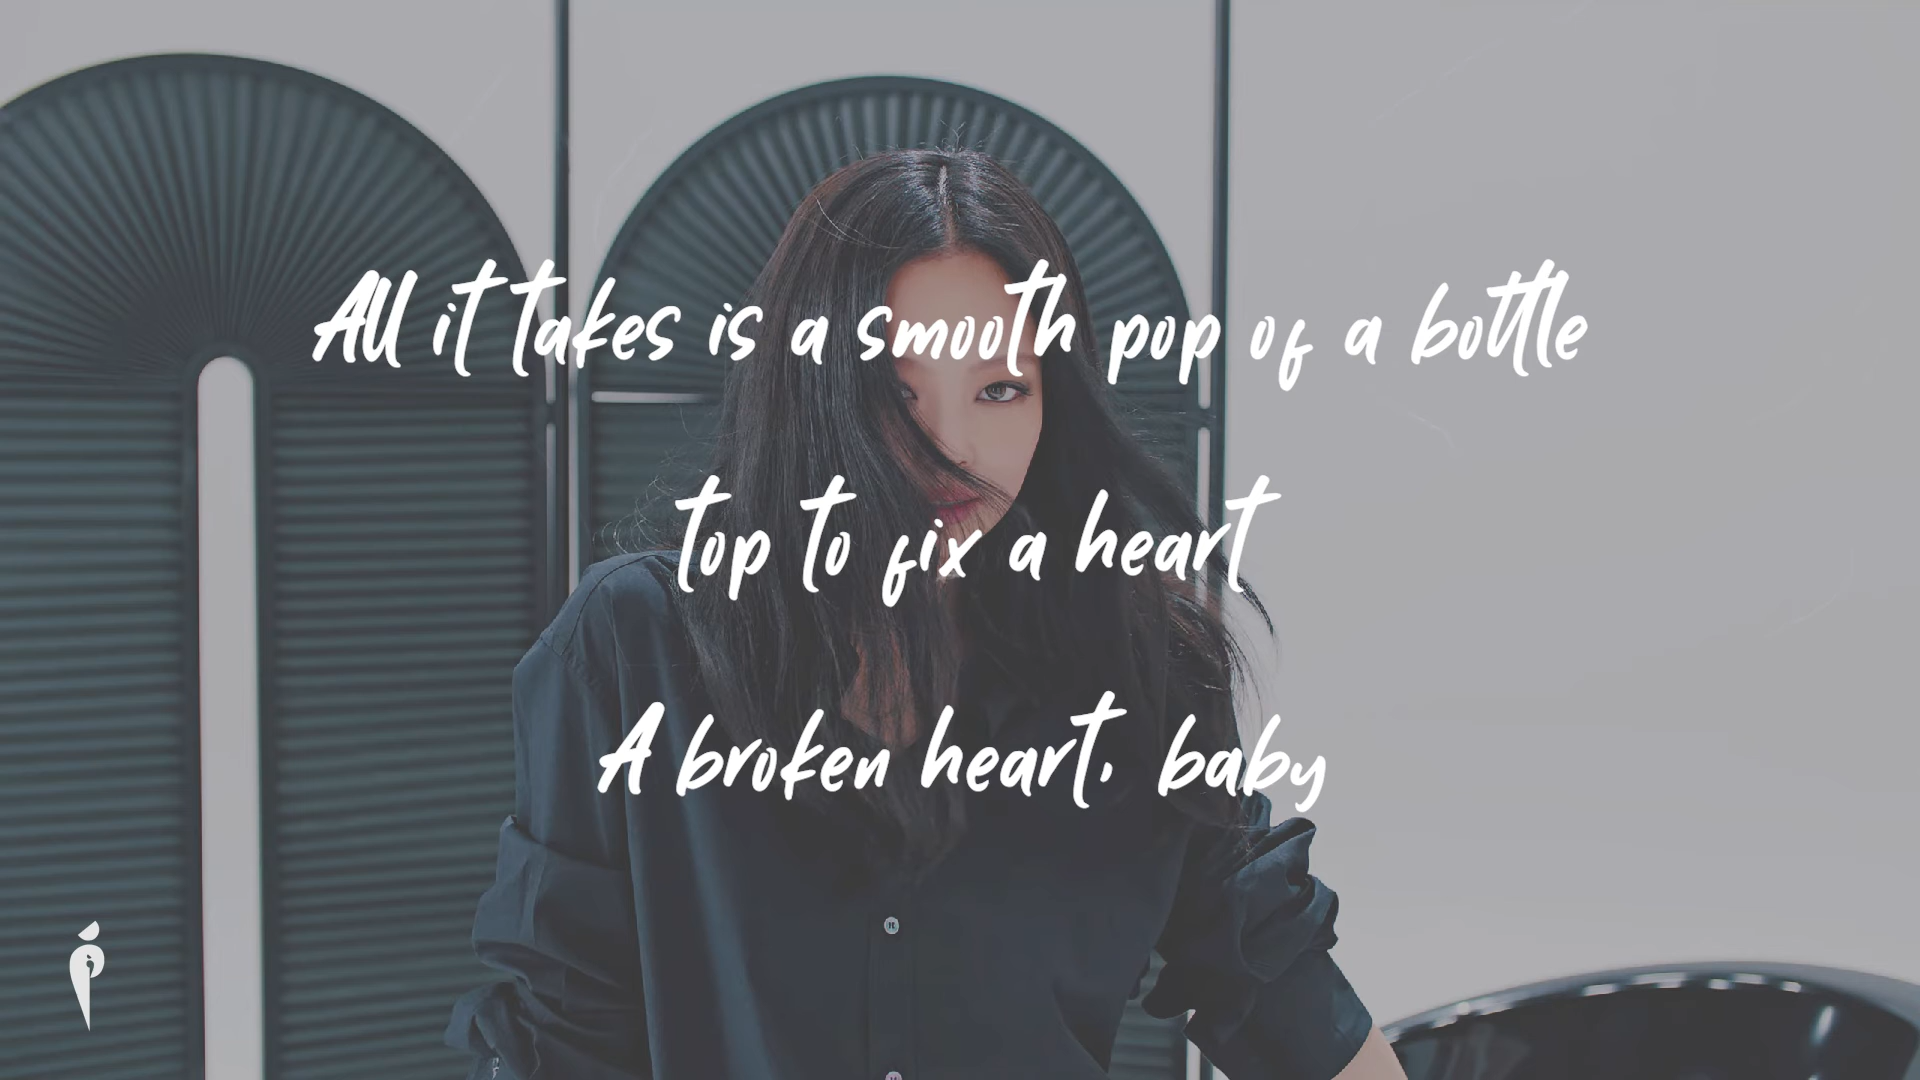 All it takes is a smooth pop of a bottle
top to fix a heart
A broken heart, baby